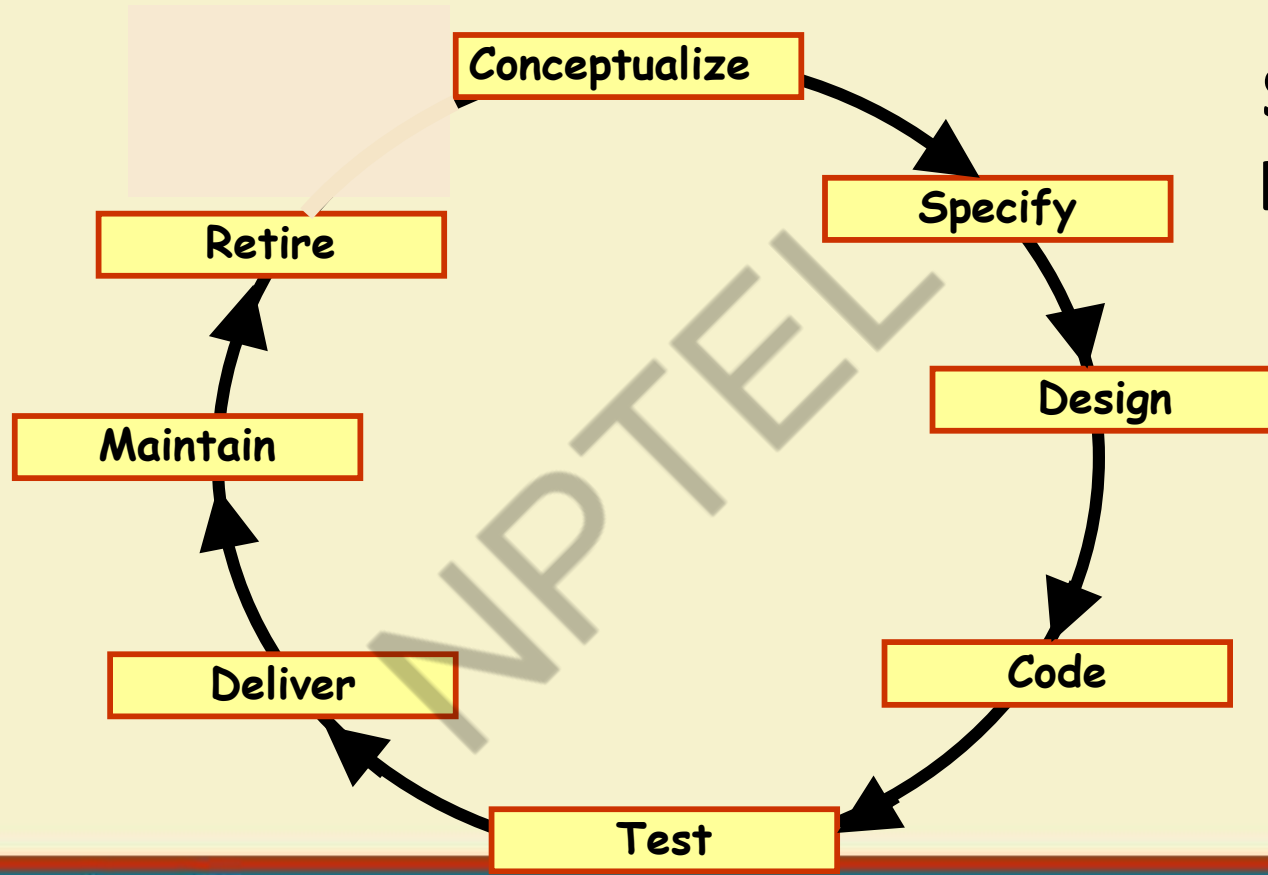 Conceptualize
Specify
Design
Code
Test
Deliver
Maintain
Retire
NPTEL